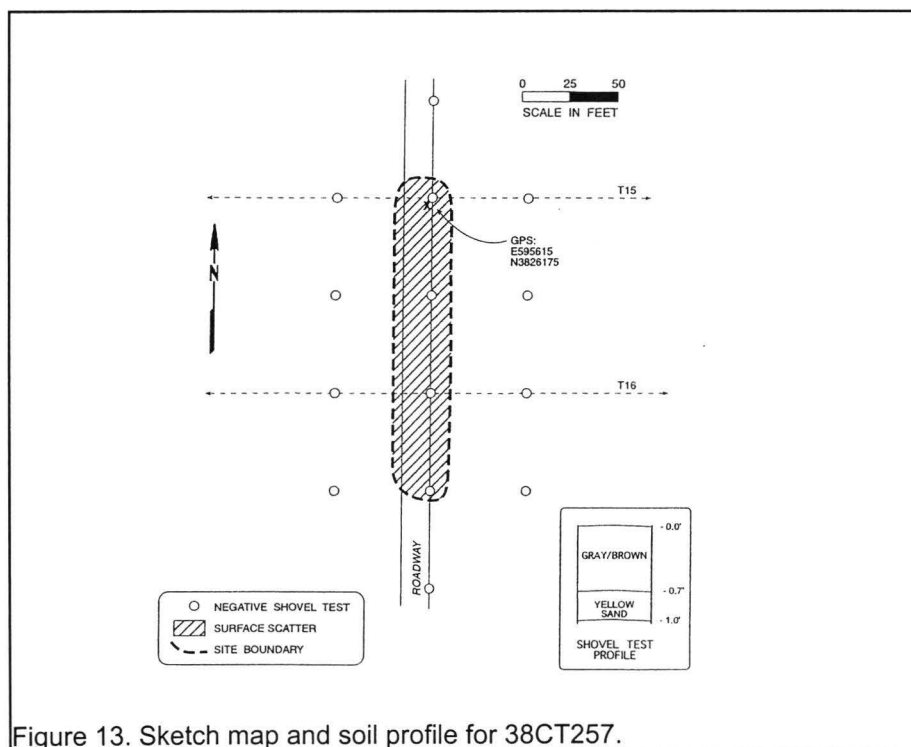 0 25 50
SCALE IN FEET
T15
GPS:
E595615
N3826175
N
T16
ROADWAY
NEGATIVE SHOVEL TEST
SURFACE SCATTER
SITE BOUNDARY
- 0.0'
GRAY/BROWN
- 0.7'
YELLOW
SAND
- 1.0'
SHOVEL TEST
PROFILE
Figure 13. Sketch map and soil profile for 38CT257.